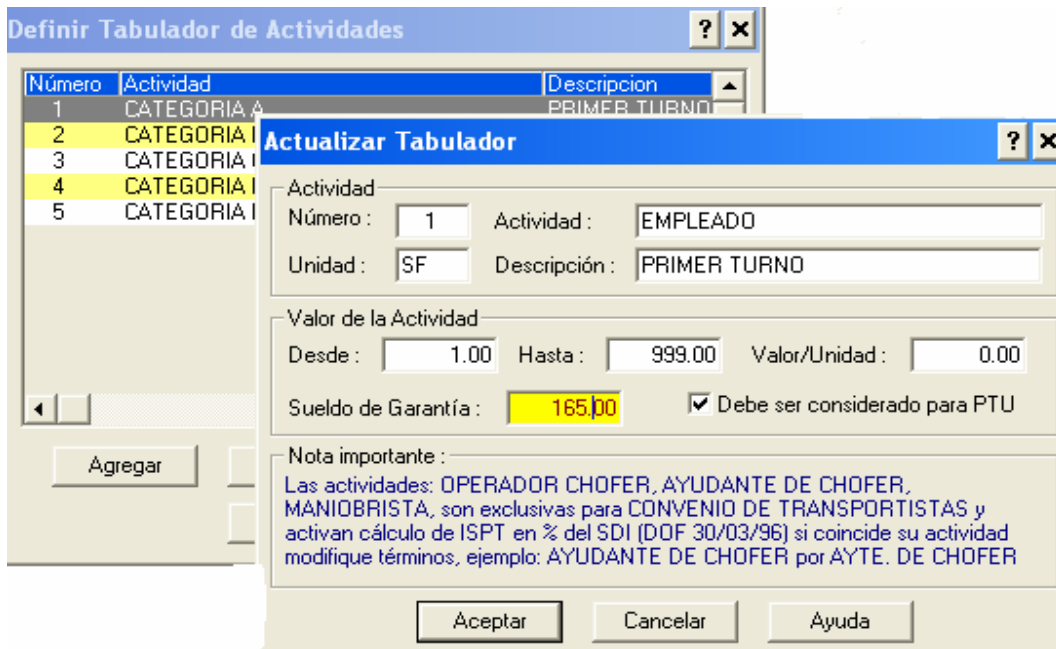 Definir Tabulador de Actividades
Número Actividad Descripcion
1 CATEGORIA A PRIMER TURNO
2 CATEGORIA
3 CATEGORIA
4 CATEGORIA
5 CATEGORIA
Agregar
Actualizar Tabulador
Actividad
Número : 1 Actividad : EMPLEADO
Unidad : SF Descripción : PRIMER TURNO
Valor de la Actividad
Desde : 1.00 Hasta : 999.00 Valor/Unidad : 0.00
Sueldo de Garantía : 165.00 Debe ser considerado para PTU
Nota importante :
Las actividades: OPERADOR CHOFER, AYUDANTE DE CHOFER,
MANIOBRISTA, son exclusivas para CONVENIO DE TRANSPORTISTAS y
activan cálculo de ISPT en % del SDI (DOF 30/03/96) si coincide su actividad
modifique términos, ejemplo: AYUDANTE DE CHOFER por AYTE. DE CHOFER
Aceptar Cancelar Ayuda